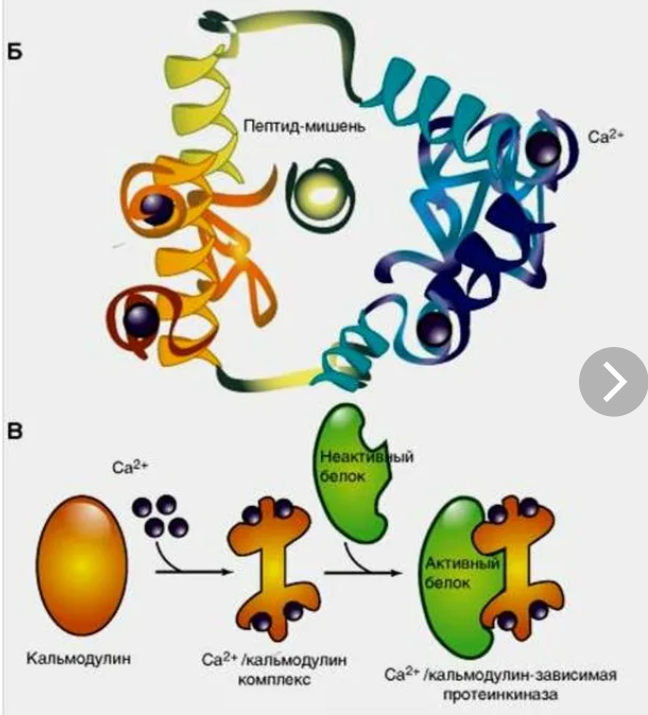 Б
Пептид-мишень
Ca²⁺
В
Ca²⁺
Неактивный
белок
Активный
белок
Кальмодулин
Ca²⁺/кальмодулин
комплекс
Ca²⁺/кальмодулин-зависимая
протеинкиназа